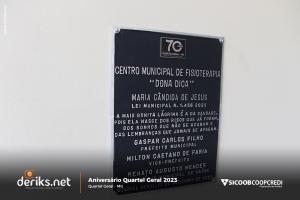 70
CENTRO MUNICIPAL DE FISIOTERAPIA
"DONA DICA"
MARIA CÂNDIDA DE JESUS
LEI MUNICIPAL N. 1.456 2023
A MAIS BONITA LÁGRIMA É A DA SAUDADE,
POIS ELA NASCE DOS RISOS QUE JÁ FORAM,
DOS SONHOS QUE NÃO SE ACABAM E
DAS LEMBRANÇAS QUE JAMAIS SE APAGAM.
GASPAR CARLOS FILHO
PREFEITO MUNICIPAL
MILTON CAETANO DE FARIA
VICE-PREFEITO
RENATO AUGUSTO MENDES
deriks.net
Aniversário Quartel Geral 2023
Quartel Geral - MG
SICOOBCOOPCREDI